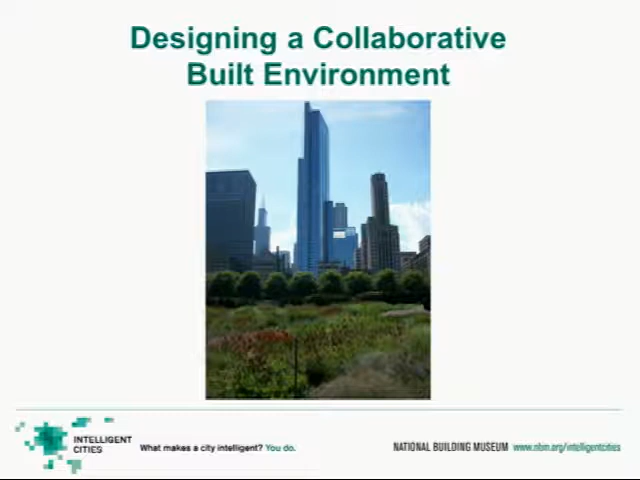 Designing a Collaborative
Built Environment
INTELLIGENT
CITIES
What makes a city intelligent? You do.
NATIONAL BUILDING MUSEUM www.nbm.org/intelligentcities